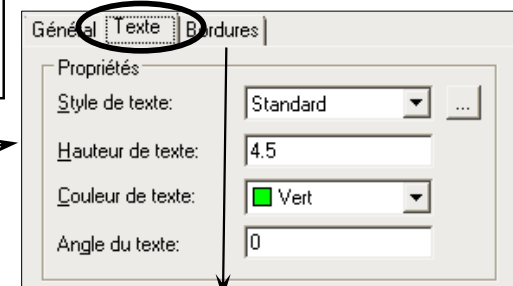 Général Texte Bordures
Propriétés
Style de texte: Standard ...
Hauteur de texte: 4.5
Couleur de texte: Vert
Angle du texte: 0